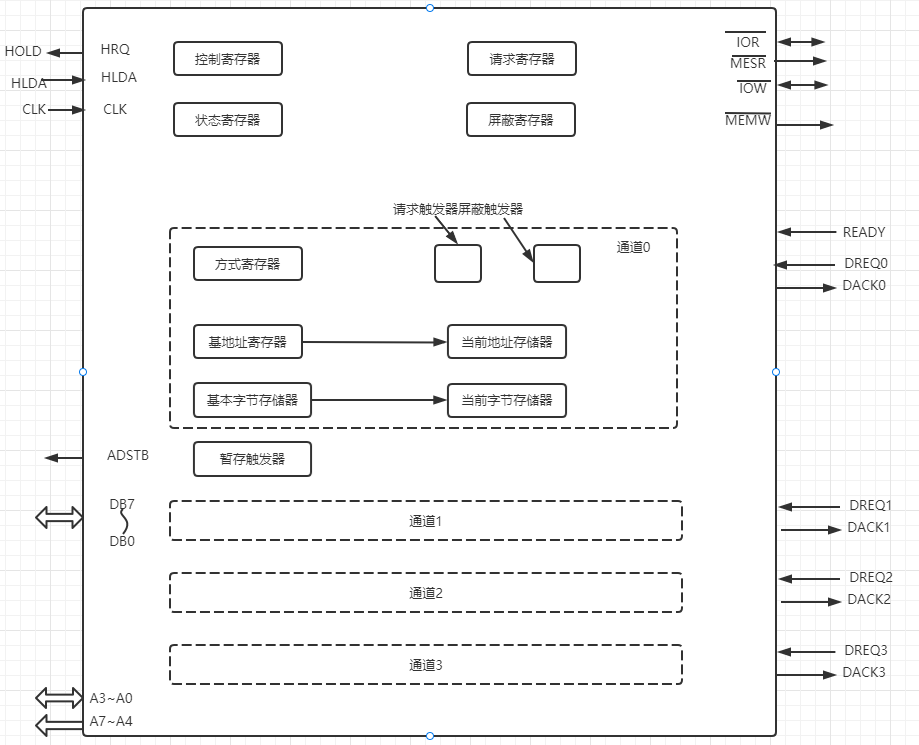 HOLD
HRQ
控制寄存器
请求寄存器
IOR
MESR
HLDA
HLDA
IOW
CLK
CLK
状态寄存器
屏蔽寄存器
MEMW
请求触发器屏蔽触发器
READY
通道0
方式寄存器
DREQ0
DACK0
基地址寄存器
当前地址存储器
基本字节存储器
当前字节存储器
ADSTB
暂存触发器
DB7
DREQ1
通道1
DACK1
DB0
DREQ2
通道2
DACK2
DREQ3
通道3
DACK3
A3~A0
A7~A4